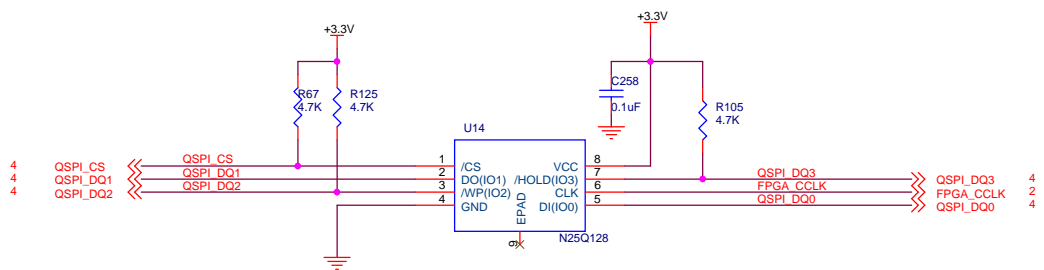 +3.3V
+3.3V
R67
4.7K
R125
4.7K
C258
0.1uF
R105
4.7K
U14
4 QSPI_CS QSPI_CS 1 /CS VCC 8
4 QSPI_DQ1 QSPI_DQ1 2 DO(IO1) /HOLD(IO3) 7 QSPI_DQ3 QSPI_DQ3 4
4 QSPI_DQ2 QSPI_DQ2 3 /WP(IO2) CLK 6 FPGA_CCLK FPGA_CCLK 2
4 GND DI(IO0) 5 QSPI_DQ0 QSPI_DQ0 4
EPAD
9
N25Q128